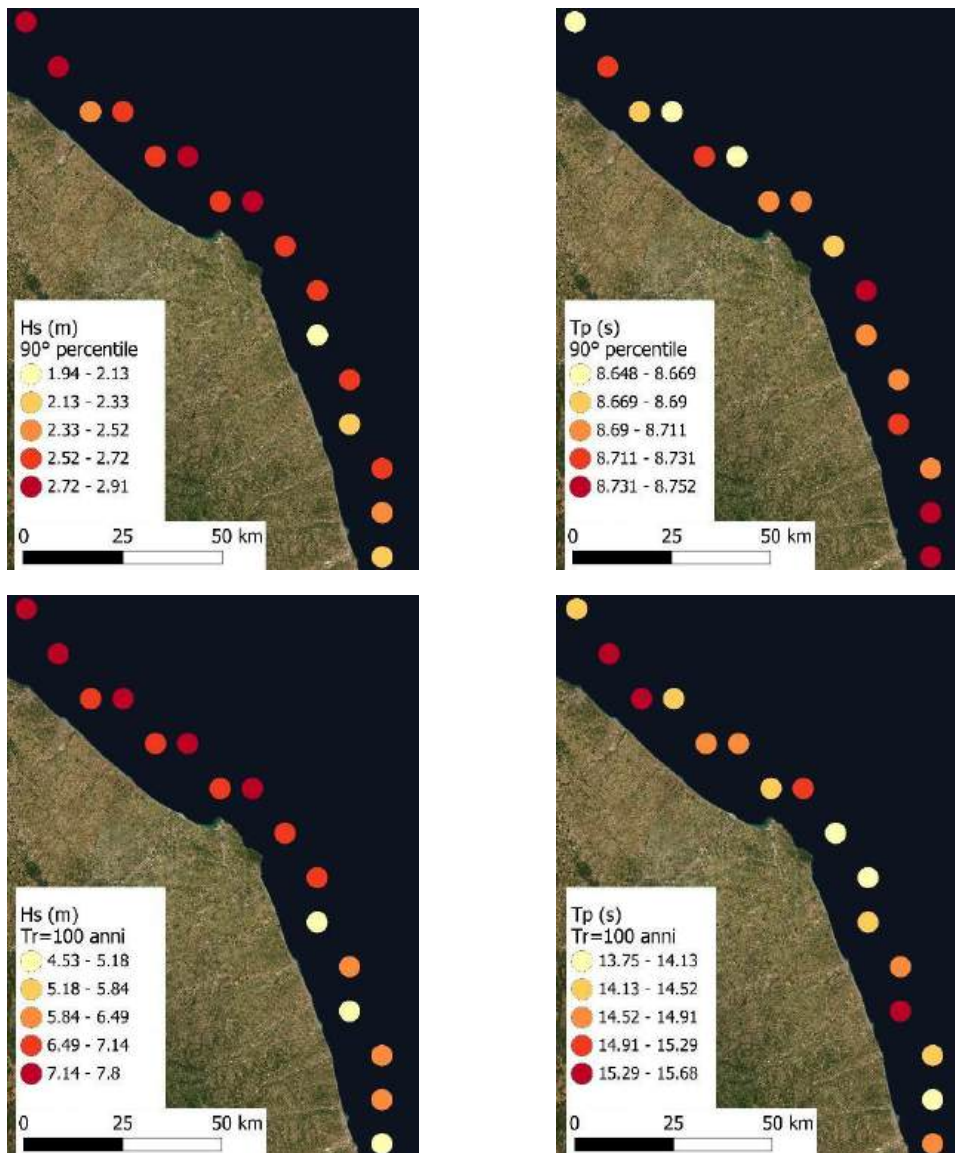 Hs (m)
90° percentile
1.94 - 2.13
2.13 - 2.33
2.33 - 2.52
2.52 - 2.72
2.72 - 2.91
0 25 50 km
Tp (s)
90° percentile
8.648 - 8.669
8.669 - 8.69
8.69 - 8.711
8.711 - 8.731
8.731 - 8.752
0 25 50 km
Hs (m)
Tr=100 anni
4.53 - 5.18
5.18 - 5.84
5.84 - 6.49
6.49 - 7.14
7.14 - 7.8
0 25 50 km
Tp (s)
Tr=100 anni
13.75 - 14.13
14.13 - 14.52
14.52 - 14.91
14.91 - 15.29
15.29 - 15.68
0 25 50 km